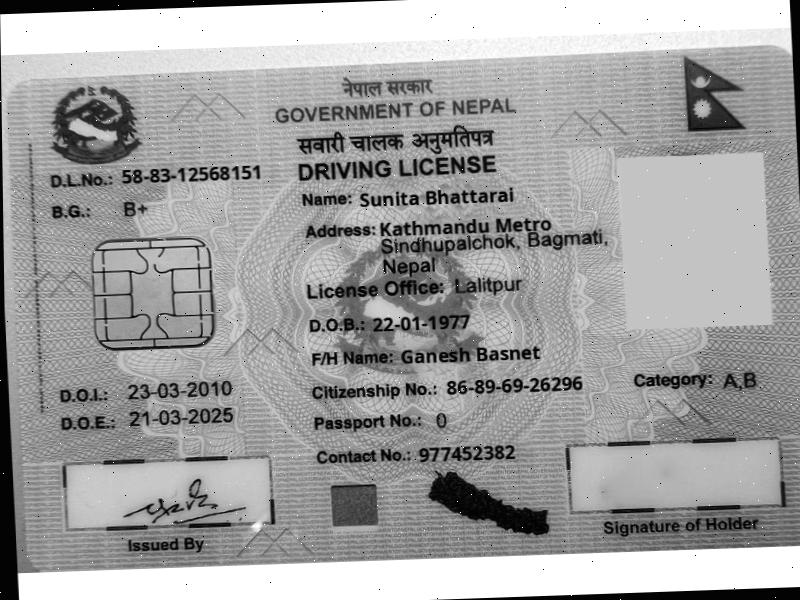 नेपाल सरकार
GOVERNMENT OF NEPAL
सवारी चालक अनुमतिपत्र
DRIVING LICENSE
D.L.No.: 58-83-12568151
B.G.: B+
Name: Sunita Bhattarai
Address: Kathmandu Metro
Sindhupalchok, Bagmati,
Nepal
License Office: Lalitpur
D.O.B.: 22-01-1977
F/H Name: Ganesh Basnet
D.O.I.: 23-03-2010
Citizenship No.: 86-89-69-26296
Category: A,B
D.O.E.: 21-03-2025
Passport No.: 0
Contact No.: 977452382
Issued By
Signature of Holder